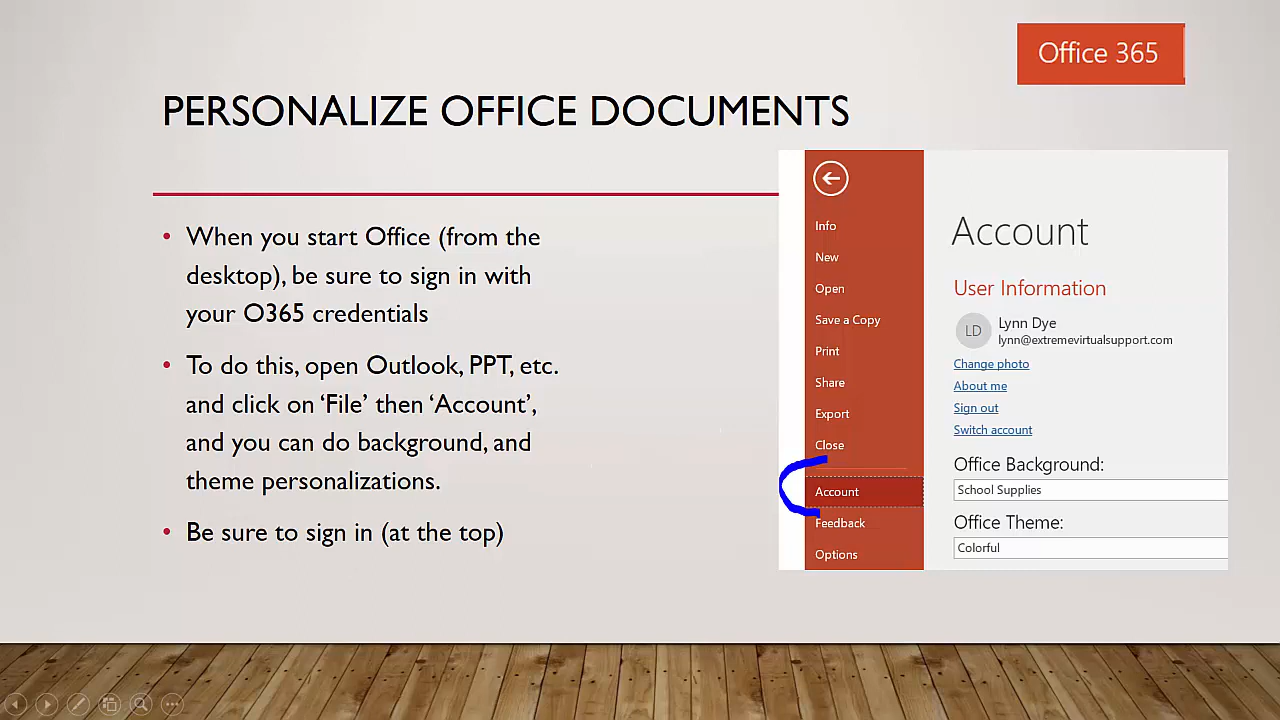 Office 365
PERSONALIZE OFFICE DOCUMENTS
• When you start Office (from the
desktop), be sure to sign in with
your O365 credentials
• To do this, open Outlook, PPT, etc.
and click on ‘File’ then ‘Account’,
and you can do background, and
theme personalizations.
• Be sure to sign in (at the top)
Info
New
Open
Save a Copy
Print
Share
Export
Close
Account
Feedback
Options
Account
User Information
LD
Lynn Dye
lynn@extremevirtualsupport.com
Change photo
About me
Sign out
Switch account
Office Background:
School Supplies
Office Theme:
Colorful